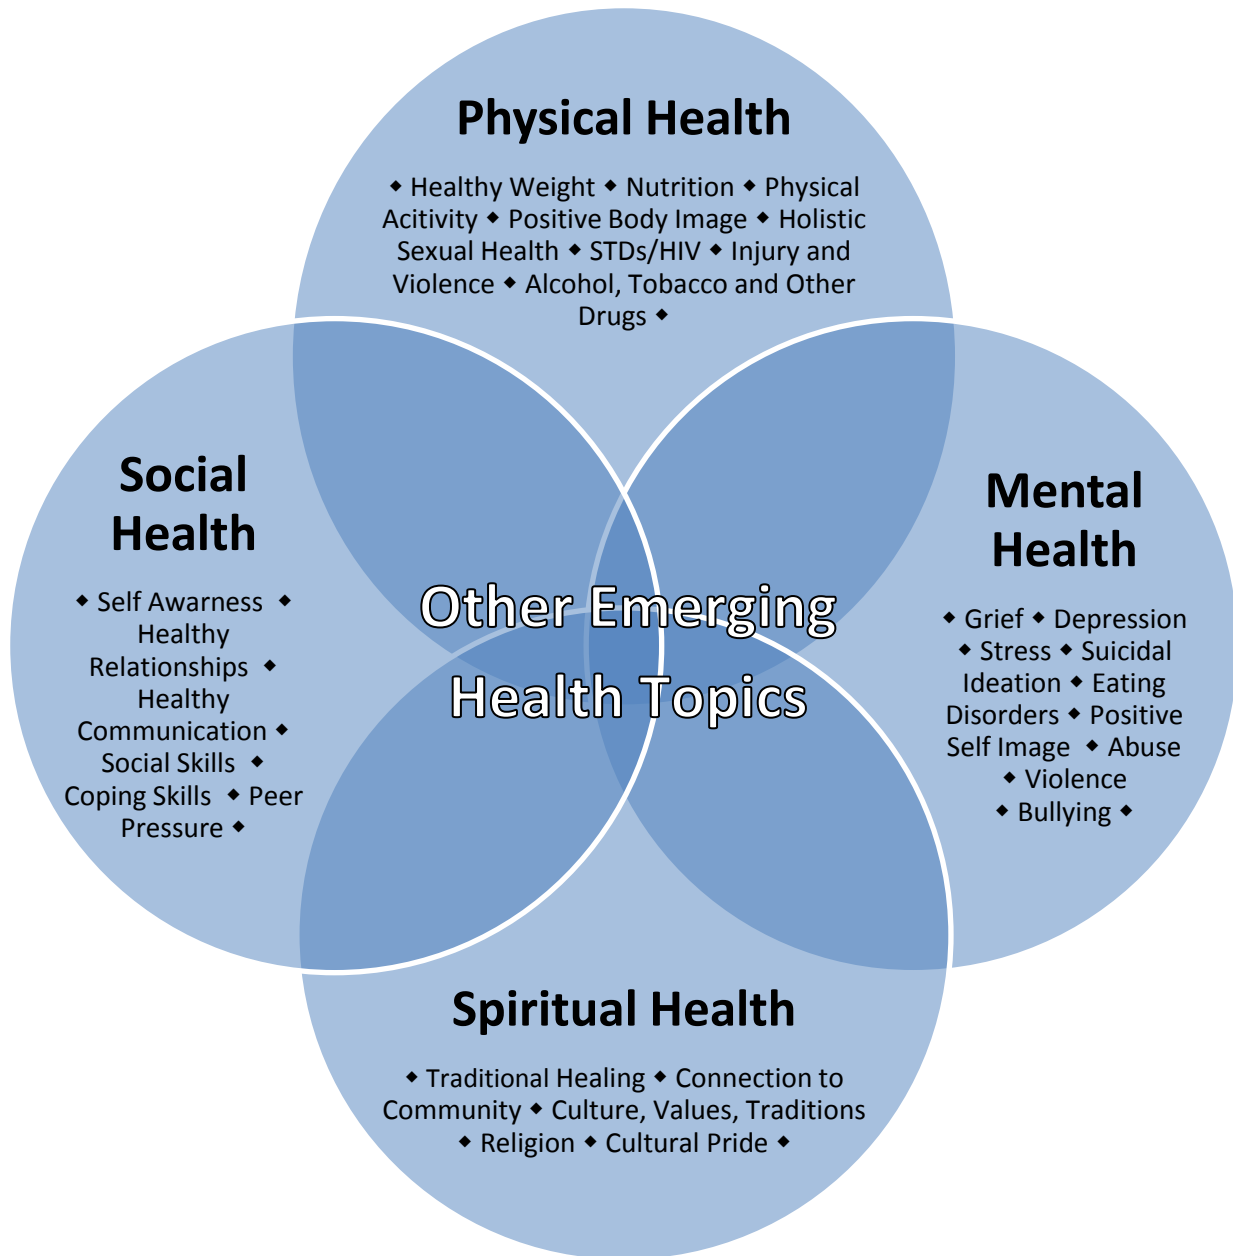 Physical Health
◆ Healthy Weight ◆ Nutrition ◆ Physical
Acitivity ◆ Positive Body Image ◆ Holistic
Sexual Health ◆ STDs/HIV ◆ Injury and
Violence ◆ Alcohol, Tobacco and Other
Drugs ◆
Social
Health
◆ Self Awarness ◆
Healthy
Relationships ◆
Healthy
Communication ◆
Social Skills ◆
Coping Skills ◆ Peer
Pressure ◆
Other Emerging
Health Topics
Mental
Health
◆ Grief ◆ Depression
◆ Stress ◆ Suicidal
Ideation ◆ Eating
Disorders ◆ Positive
Self Image ◆ Abuse
◆ Violence
◆ Bullying ◆
Spiritual Health
◆ Traditional Healing ◆ Connection to
Community ◆ Culture, Values, Traditions
◆ Religion ◆ Cultural Pride ◆